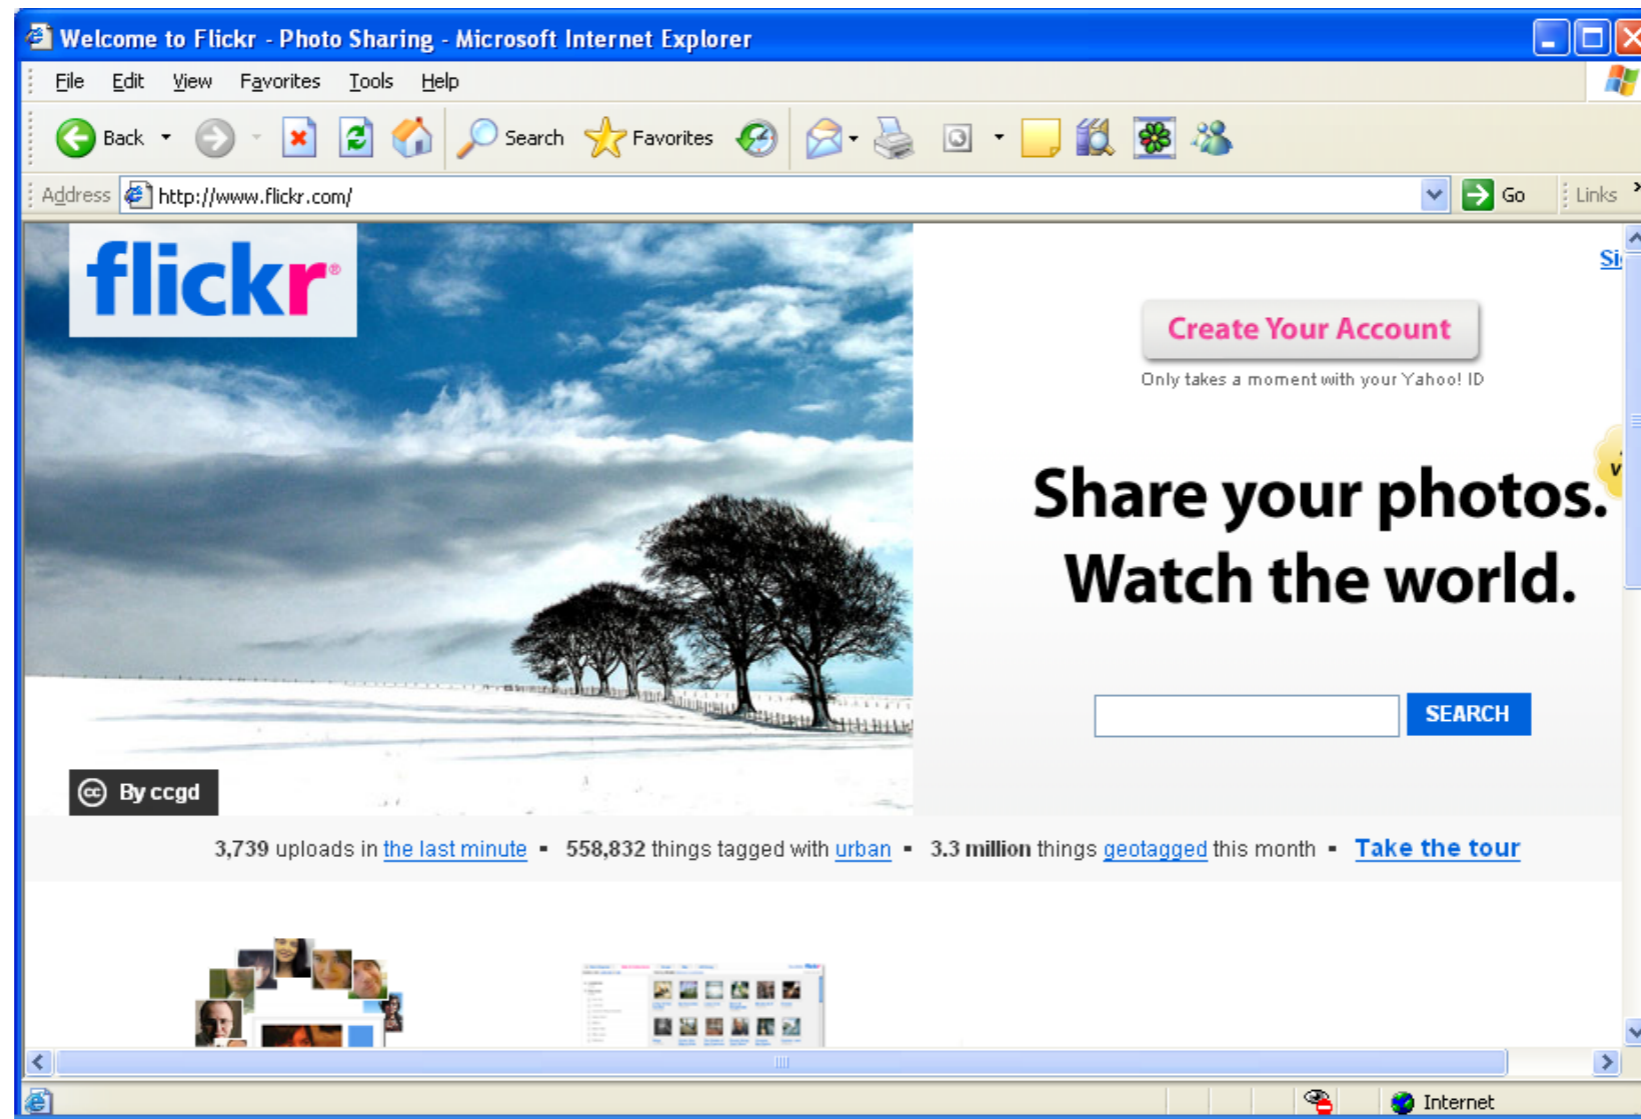 Welcome to Flickr - Photo Sharing - Microsoft Internet Explorer
File Edit View Favorites Tools Help
Back Search Favorites
Address http://www.flickr.com/ Go Links
flickr®
Create Your Account
Only takes a moment with your Yahoo! ID
Share your photos.
Watch the world.
SEARCH
cc By ccgd
3,739 uploads in the last minute ▪ 558,832 things tagged with urban ▪ 3.3 million things geotagged this month ▪ Take the tour
Internet